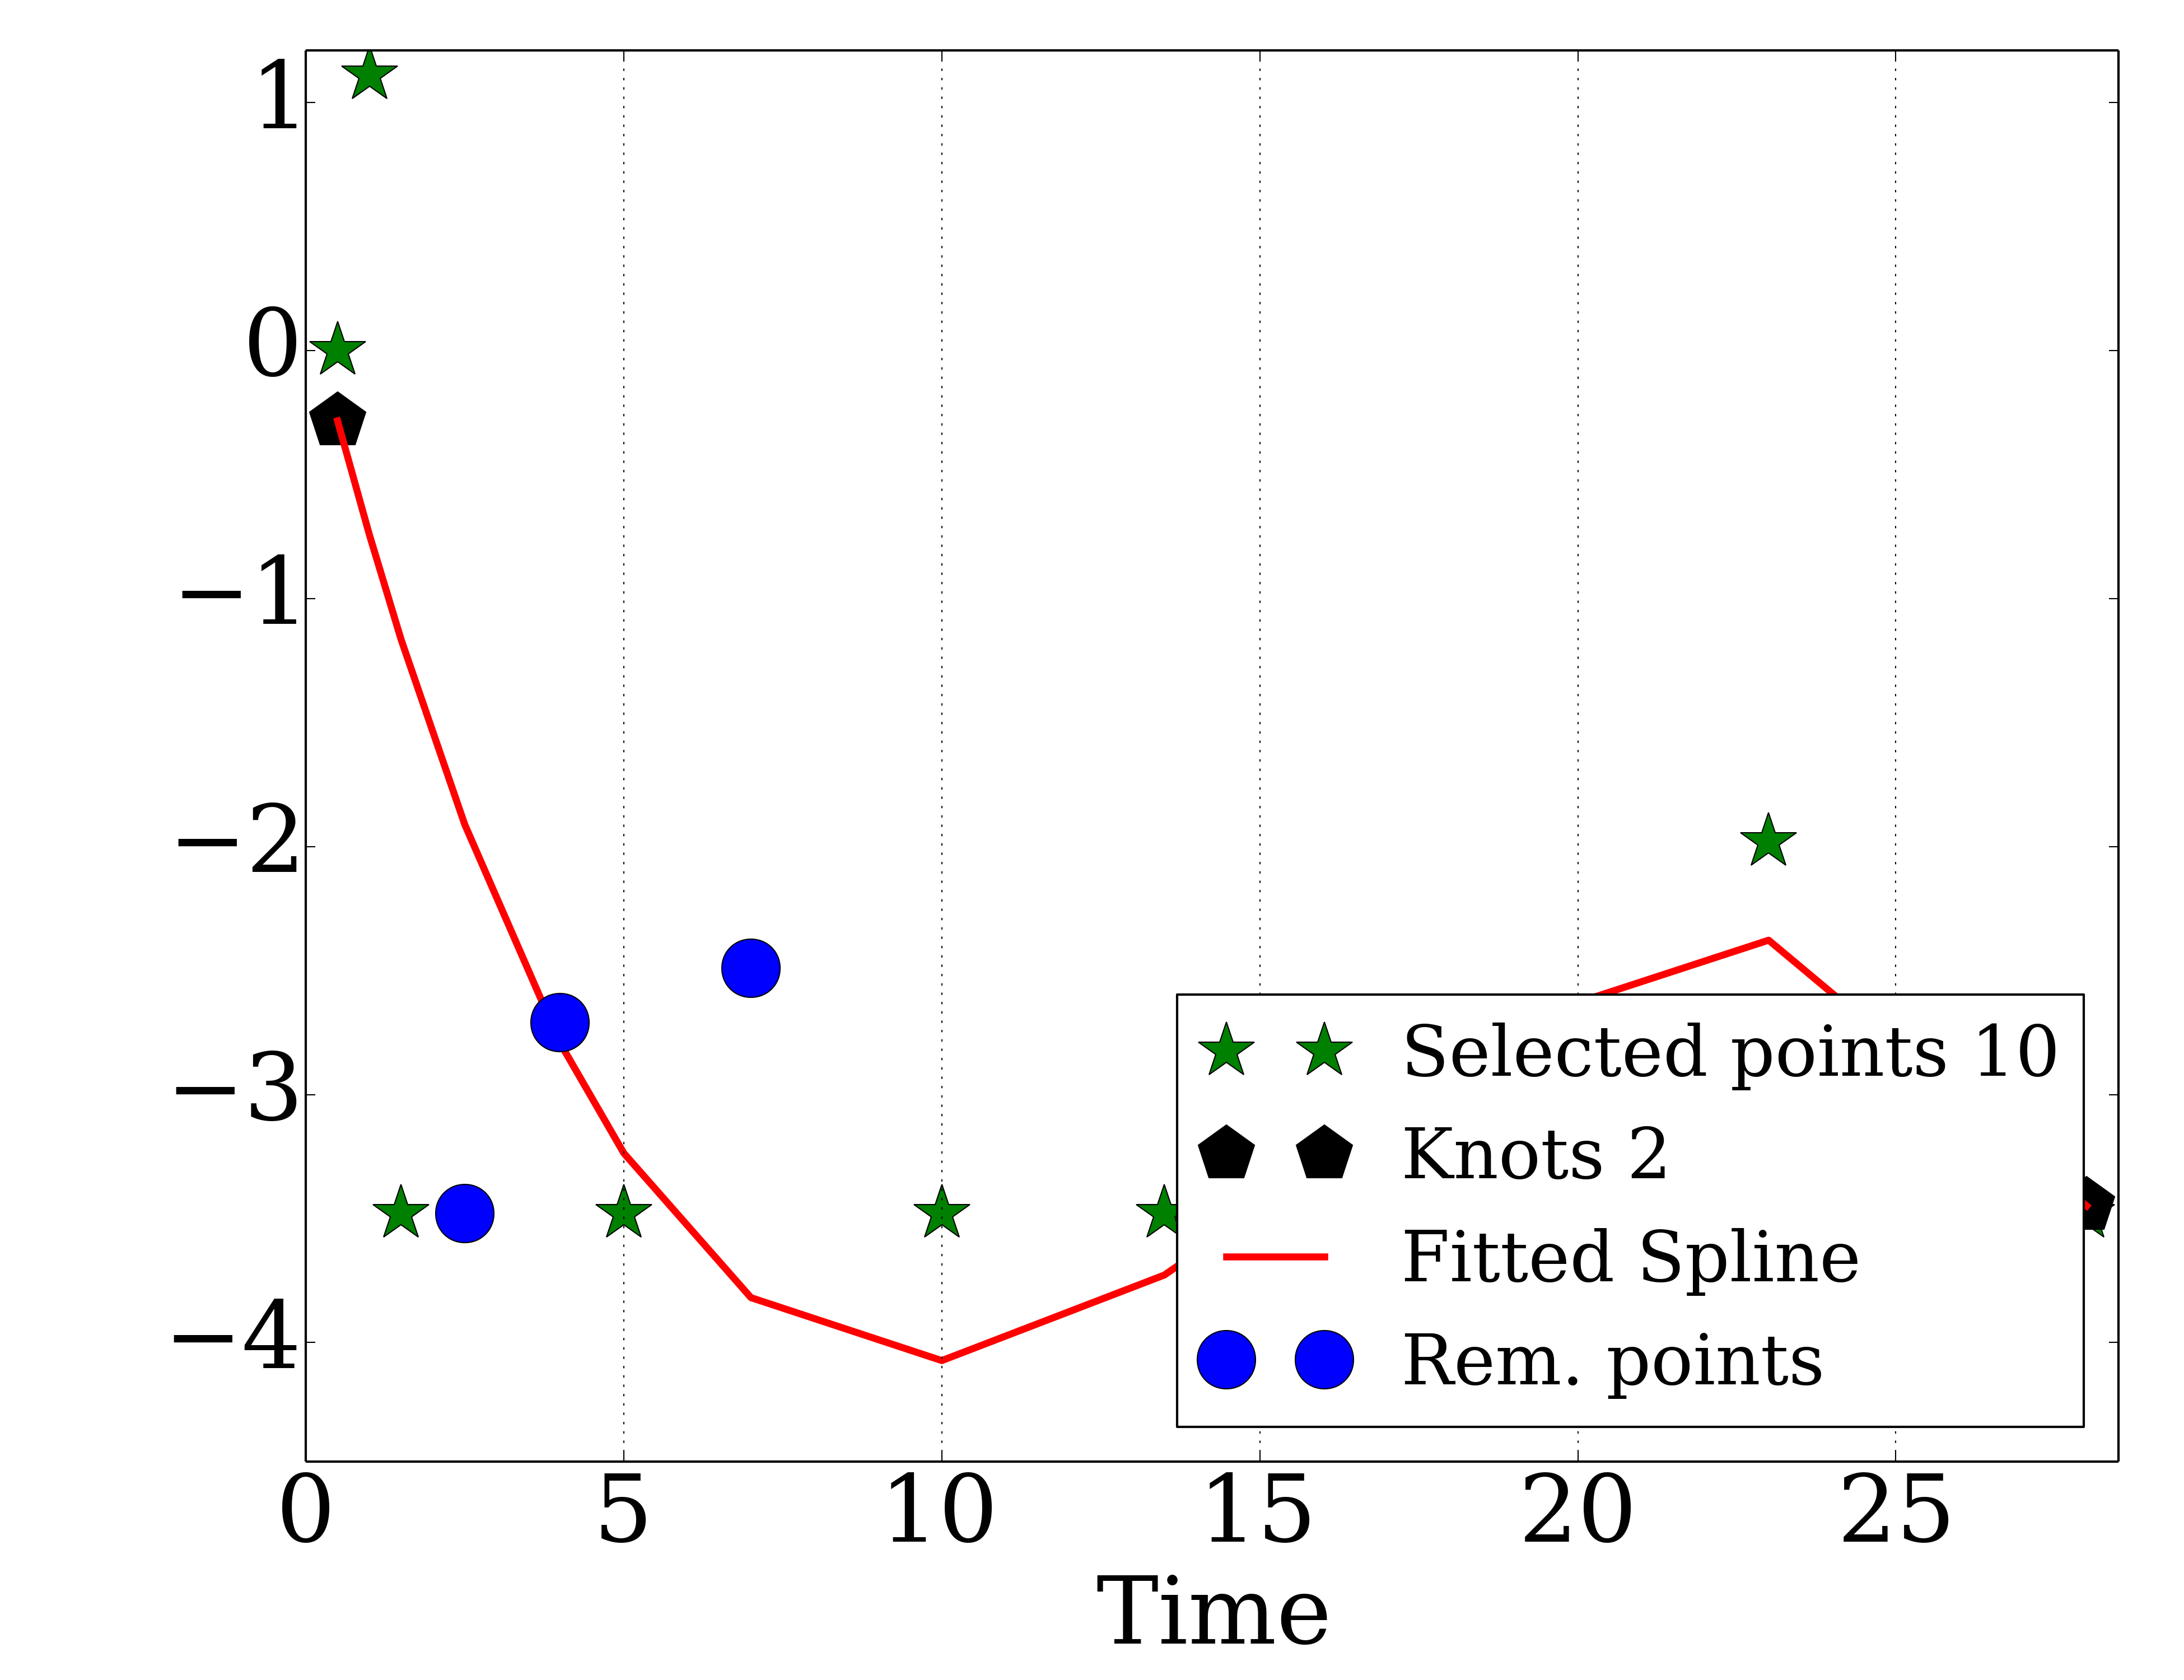 1
0
−1
−2
−3
−4
Selected points 10
Knots 2
Fitted Spline
Rem. points
0 5 10 15 20 25
Time